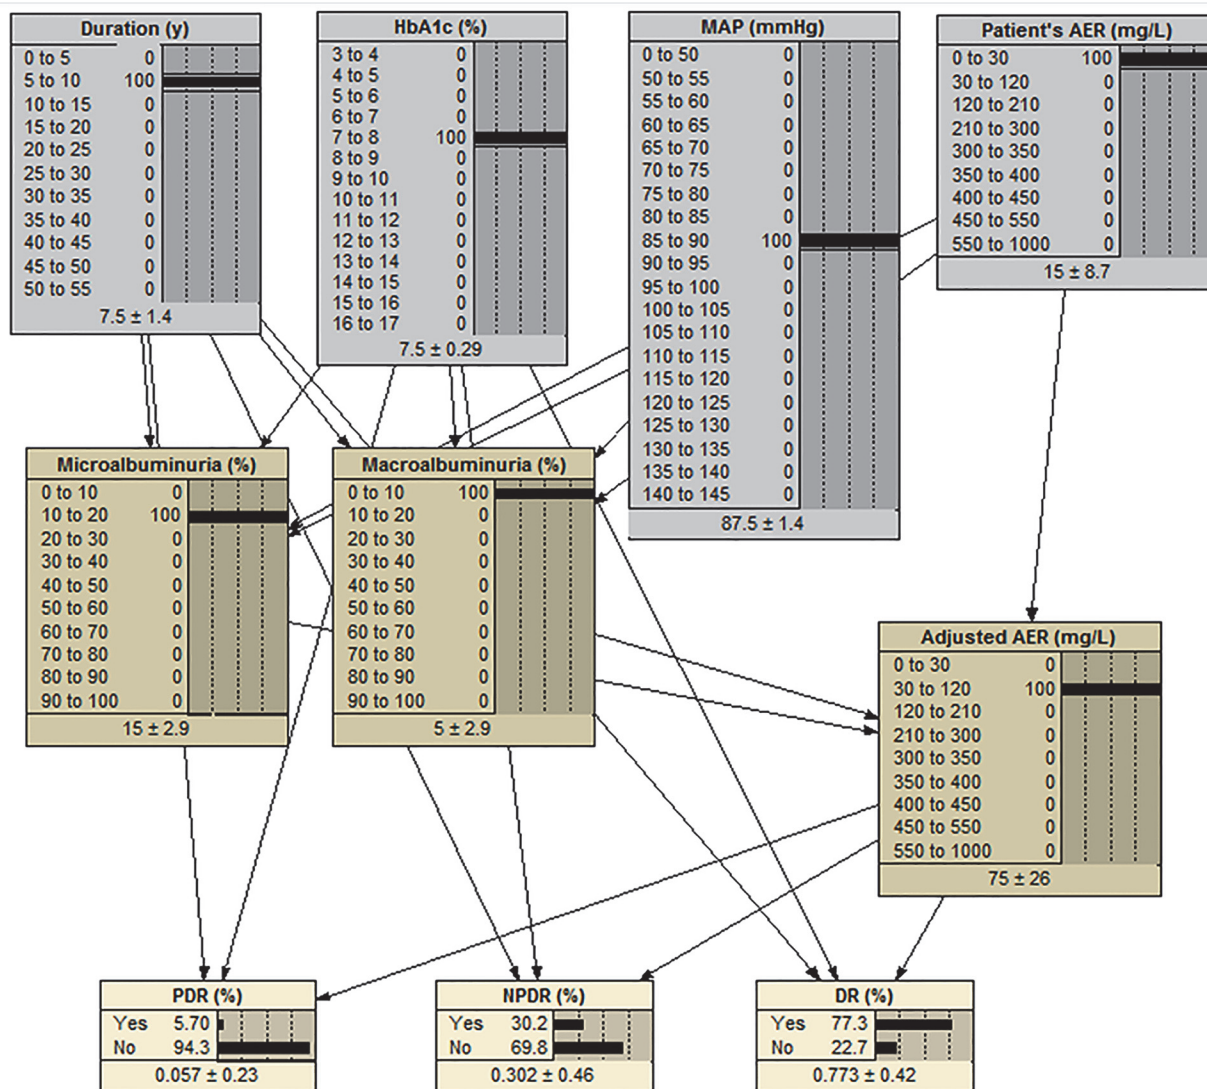 Duration (y)
0 to 5 0
5 to 10 100
10 to 15 0
15 to 20 0
20 to 25 0
25 to 30 0
30 to 35 0
35 to 40 0
40 to 45 0
45 to 50 0
50 to 55 0
7.5 ± 1.4
HbA1c (%)
3 to 4 0
4 to 5 0
5 to 6 0
6 to 7 0
7 to 8 100
8 to 9 0
9 to 10 0
10 to 11 0
11 to 12 0
12 to 13 0
13 to 14 0
14 to 15 0
15 to 16 0
16 to 17 0
7.5 ± 0.29
MAP (mmHg)
0 to 50 0
50 to 55 0
55 to 60 0
60 to 65 0
65 to 70 0
70 to 75 0
75 to 80 0
80 to 85 0
85 to 90 100
90 to 95 0
95 to 100 0
100 to 105 0
105 to 110 0
110 to 115 0
115 to 120 0
120 to 125 0
125 to 130 0
130 to 135 0
135 to 140 0
140 to 145 0
87.5 ± 1.4
Patient's AER (mg/L)
0 to 30 100
30 to 120 0
120 to 210 0
210 to 300 0
300 to 350 0
350 to 400 0
400 to 450 0
450 to 550 0
550 to 1000 0
15 ± 8.7
Microalbuminuria (%)
0 to 10 0
10 to 20 100
20 to 30 0
30 to 40 0
40 to 50 0
50 to 60 0
60 to 70 0
70 to 80 0
80 to 90 0
90 to 100 0
15 ± 2.9
Macroalbuminuria (%)
0 to 10 100
10 to 20 0
20 to 30 0
30 to 40 0
40 to 50 0
50 to 60 0
60 to 70 0
70 to 80 0
80 to 90 0
90 to 100 0
5 ± 2.9
Adjusted AER (mg/L)
0 to 30 0
30 to 120 100
120 to 210 0
210 to 300 0
300 to 350 0
350 to 400 0
400 to 450 0
450 to 550 0
550 to 1000 0
75 ± 26
PDR (%)
Yes 5.70
No 94.3
0.057 ± 0.23
NPDR (%)
Yes 30.2
No 69.8
0.302 ± 0.46
DR (%)
Yes 77.3
No 22.7
0.773 ± 0.42